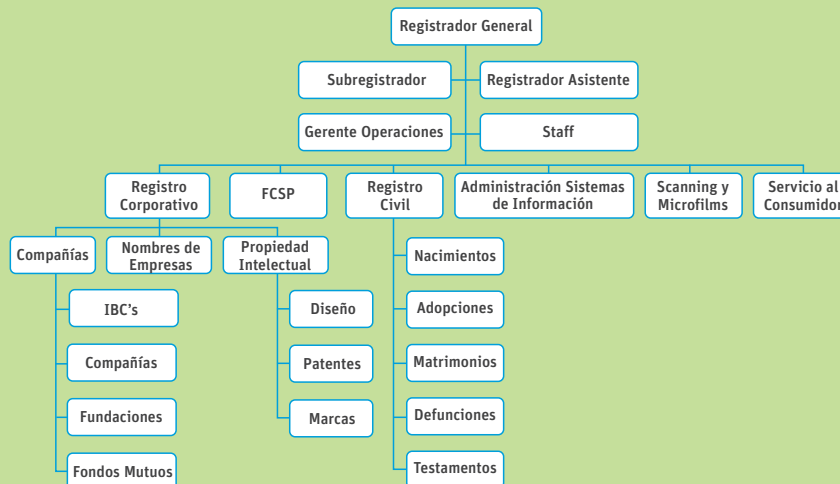 Registrador General
Subregistrador
Registrador Asistente
Gerente Operaciones
Staff
Registro
Corporativo
FCSP
Registro
Civil
Administración Sistemas
de Información
Scanning y
Microfilms
Servicio al
Consumidor
Compañías
Nombres de
Empresas
Propiedad
Intelectual
Nacimientos
IBC's
Diseño
Adopciones
Compañías
Patentes
Matrimonios
Fundaciones
Marcas
Defunciones
Fondos Mutuos
Testamentos